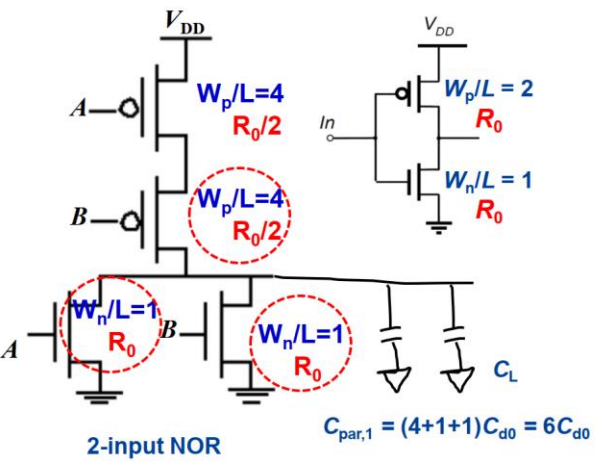 V_DD
A
W_p/L=4
R_0/2
B
W_p/L=4
R_0/2
A
W_n/L=1
R_0
B
W_n/L=1
R_0
2-input NOR
V_DD
In
W_p/L = 2
R_0
W_n/L = 1
R_0
C_L
C_par,1 = (4+1+1)C_d0 = 6C_d0